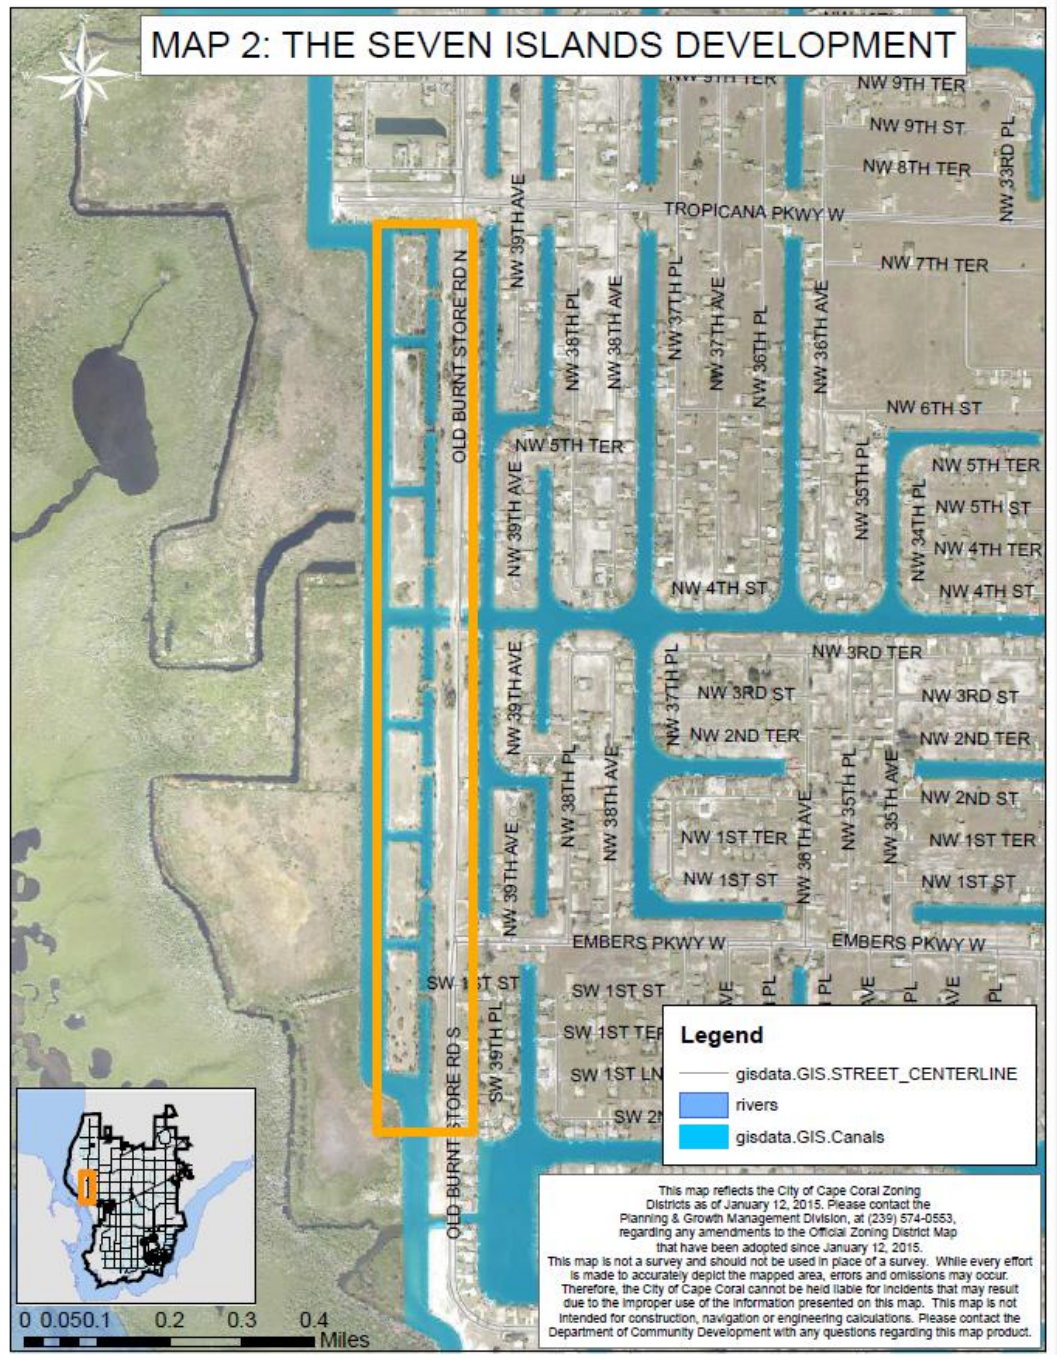 MAP 2: THE SEVEN ISLANDS DEVELOPMENT
N
W
E
S
NW 9TH TER
NW 9TH TER
NW 9TH ST
NW 8TH TER
NW 33RD PL
TROPICANA PKWY W
NW 39TH AVE
OLD BURNT STORE RD N
NW 38TH PL
NW 38TH AVE
NW 37TH PL
NW 37TH AVE
NW 36TH PL
NW 36TH AVE
NW 7TH TER
NW 6TH ST
NW 5TH TER
NW 5TH TER
NW 39TH AVE
NW 35TH PL
NW 34TH PL
NW 5TH ST
NW 4TH TER
NW 4TH ST
NW 4TH ST
NW 3RD TER
NW 39TH AVE
NW 37TH PL
NW 3RD ST
NW 3RD ST
NW 2ND TER
NW 2ND TER
NW 38TH PL
NW 38TH AVE
NW 36TH AVE
NW 35TH PL
NW 35TH AVE
NW 2ND ST
NW 39TH AVE
NW 1ST TER
NW 1ST TER
NW 1ST ST
NW 1ST ST
EMBERS PKWY W
EMBERS PKWY W
SW 1ST ST
SW 1ST ST
VE
PL
PL
VE
PL
VE
PL
SW 39TH PL
SW 1ST TER
SW 1ST LN
SW 2N
OLD BURNT STORE RD S
Legend
gisdata.GIS.STREET_CENTERLINE
rivers
gisdata.GIS.Canals
This map reflects the City of Cape Coral Zoning
Districts as of January 12, 2015. Please contact the
Planning & Growth Management Division, at (239) 574-0553,
regarding any amendments to the Official Zoning District Map
that have been adopted since January 12, 2015.
This map is not a survey and should not be used in place of a survey. While every effort
is made to accurately depict the mapped area, errors and omissions may occur.
Therefore, the City of Cape Coral cannot be held liable for incidents that may result
due to the improper use of the information presented on this map. This map is not
intended for construction, navigation or engineering calculations. Please contact the
Department of Community Development with any questions regarding this map product.
0 0.050.1 0.2 0.3 0.4
Miles